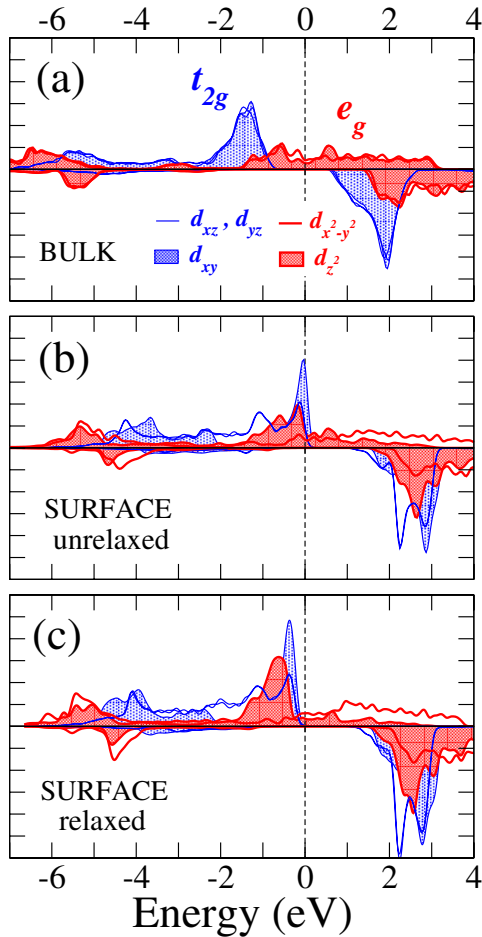 -6 -4 -2 0 2 4
(a)
t2g
eg
dxz , dyz dx²-y²
BULK dxy dz²
(b)
SURFACE
unrelaxed
(c)
SURFACE
relaxed
-6 -4 -2 0 2 4
Energy (eV)